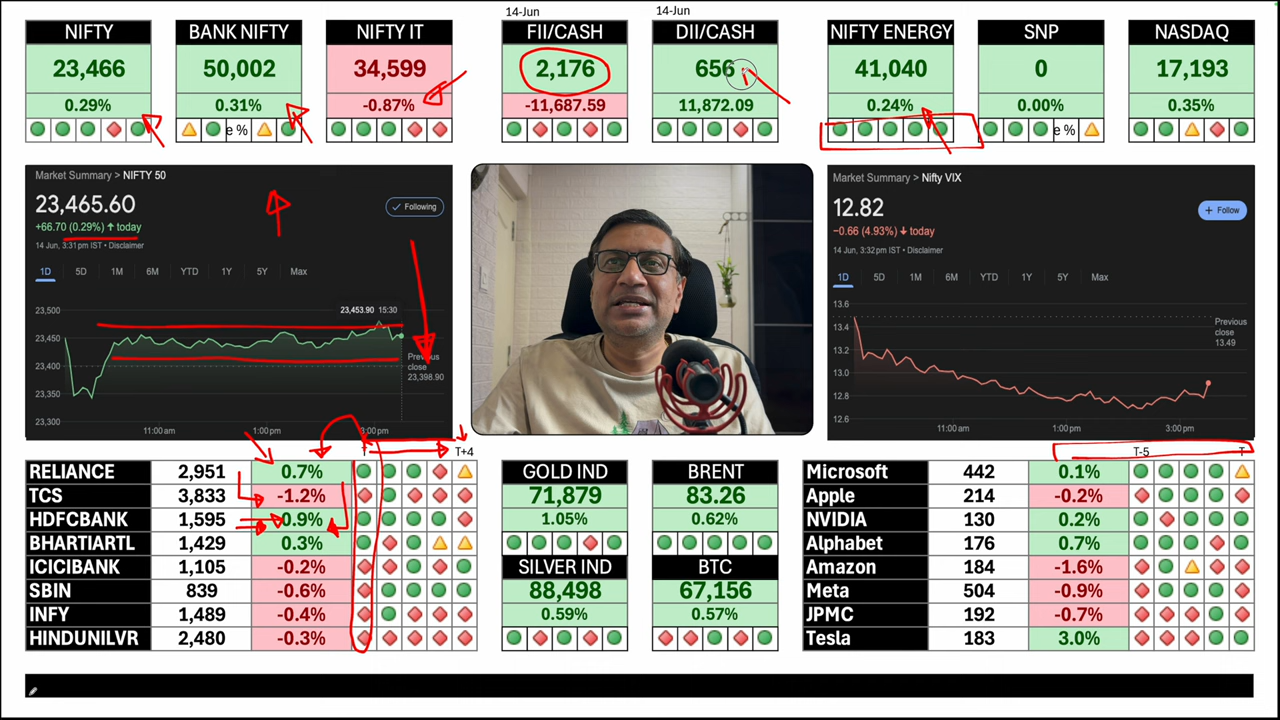 14-Jun 14-Jun
NIFTY BANK NIFTY NIFTY IT FII/CASH DII/CASH NIFTY ENERGY SNP NASDAQ
23,466 50,002 34,599 2,176 656 41,040 0 17,193
0.29% 0.31% -0.87% -11,687.59 11,872.09 0.24% 0.00% 0.35%
e % e %
Market Summary > NIFTY 50
23,465.60
✓ Following
+66.70 (0.29%) ↑ today
14 Jun, 3:31 pm IST • Disclaimer
1D 5D 1M 6M YTD 1Y 5Y Max
23,453.90 15:30
23,500
23,450
23,400
23,350
23,300
Previous
close
23,398.90
11:00 am 1:00 pm 3:00 pm
Market Summary > Nifty VIX
12.82
+ Follow
−0.66 (4.93%) ↓ today
14 Jun, 3:32 pm IST • Disclaimer
1D 5D 1M 6M YTD 1Y 5Y Max
13.6
13.4
13.2
13.0
12.8
12.6
Previous
close
13.49
11:00 am 1:00 pm 3:00 pm
T T+4
RELIANCE 2,951 0.7%
TCS 3,833 -1.2%
HDFCBANK 1,595 0.9%
BHARTIARTL 1,429 0.3%
ICICIBANK 1,105 -0.2%
SBIN 839 -0.6%
INFY 1,489 -0.4%
HINDUNILVR 2,480 -0.3%
GOLD IND BRENT
71,879 83.26
1.05% 0.62%
SILVER IND BTC
88,498 67,156
0.59% 0.57%
T-5 T
Microsoft 442 0.1%
Apple 214 -0.2%
NVIDIA 130 0.2%
Alphabet 176 0.7%
Amazon 184 -1.6%
Meta 504 -0.9%
JPMC 192 -0.7%
Tesla 183 3.0%